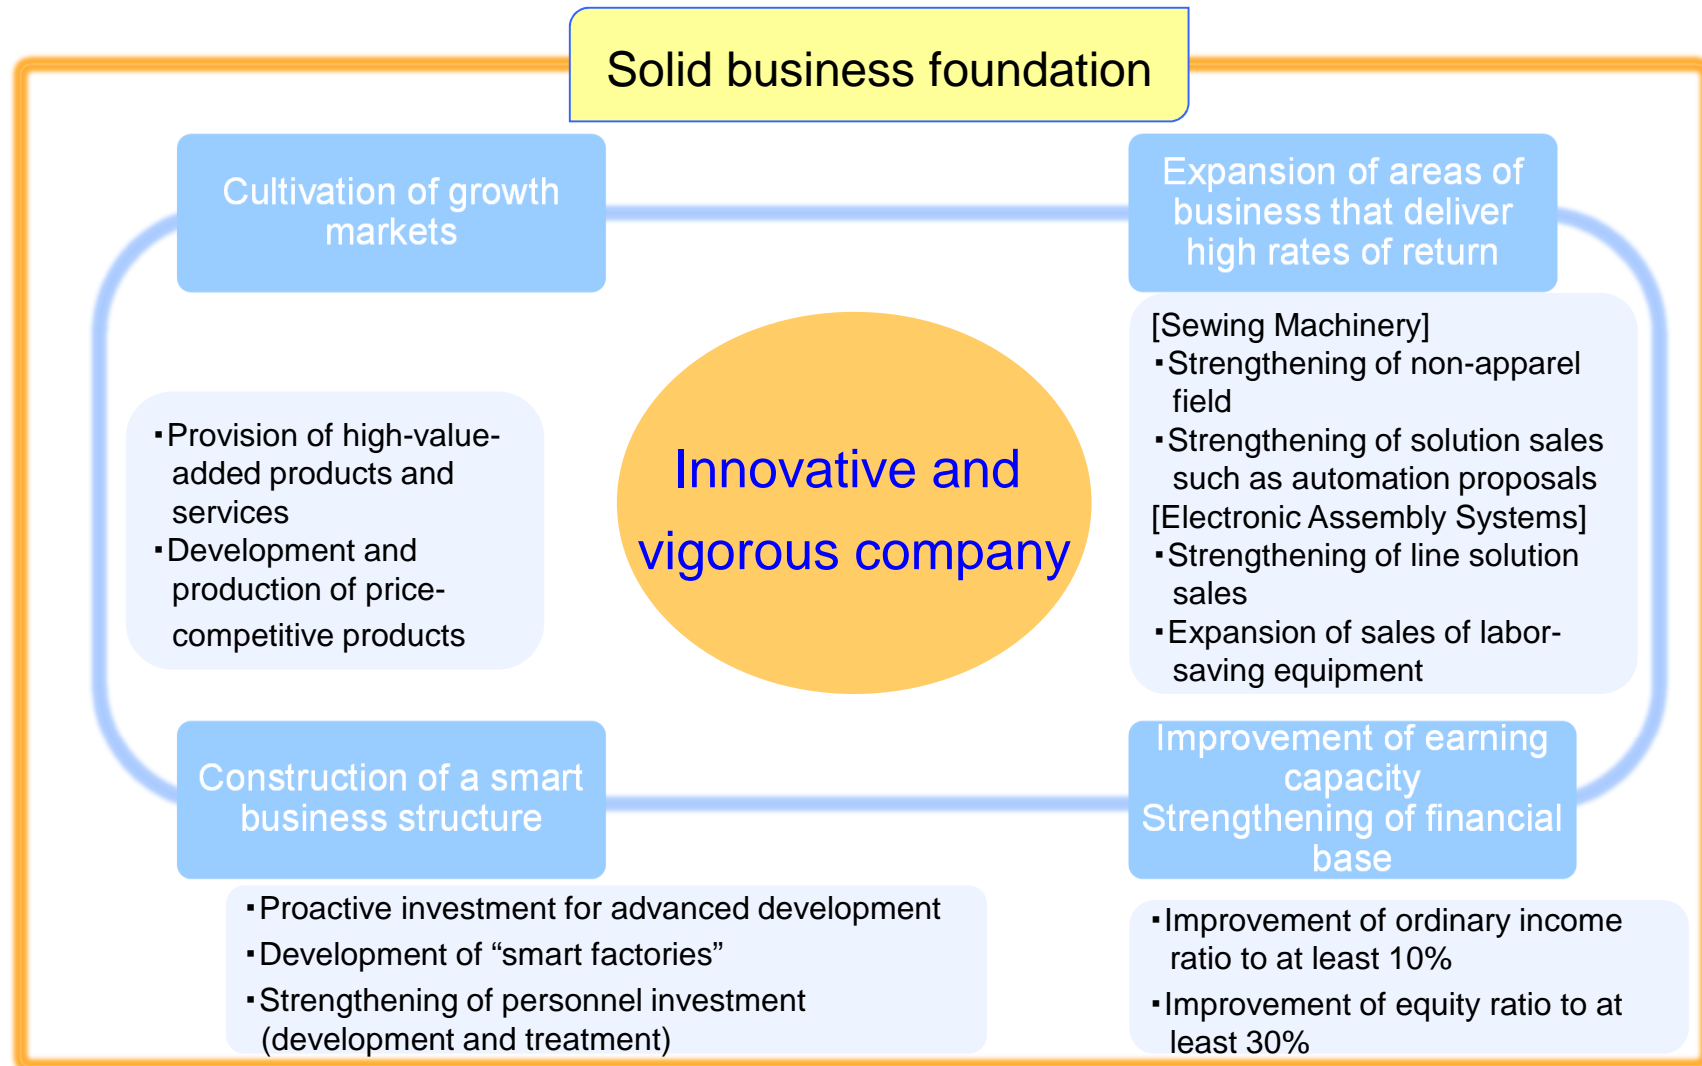 Solid business foundation
Cultivation of growth
markets
▪Provision of high-value-
added products and
services
▪Development and
production of price-
competitive products
Expansion of areas of
business that deliver
high rates of return
[Sewing Machinery]
▪Strengthening of non-apparel
field
▪Strengthening of solution sales
such as automation proposals
[Electronic Assembly Systems]
▪Strengthening of line solution
sales
▪Expansion of sales of labor-
saving equipment
Innovative and
vigorous company
Construction of a smart
business structure
▪Proactive investment for advanced development
▪Development of “smart factories”
▪Strengthening of personnel investment
(development and treatment)
Improvement of earning
capacity
Strengthening of financial
base
▪Improvement of ordinary income
ratio to at least 10%
▪Improvement of equity ratio to at
least 30%